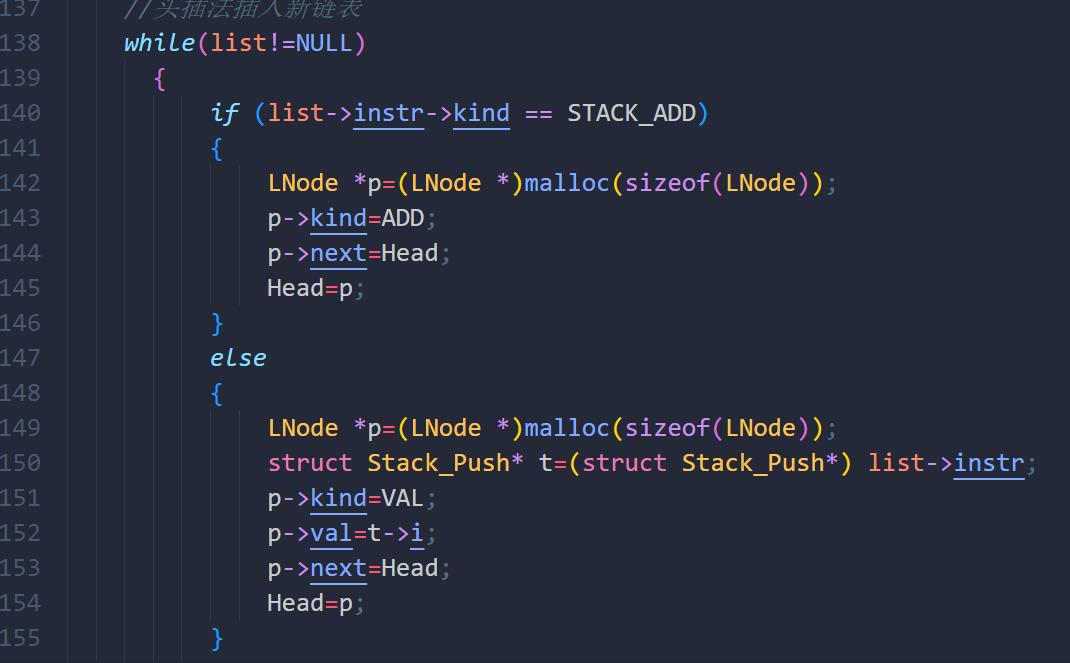 137 //头插法插入新链表
138 while(list!=NULL)
139 {
140 if (list->instr->kind == STACK_ADD)
141 {
142 LNode *p=(LNode *)malloc(sizeof(LNode));
143 p->kind=ADD;
144 p->next=Head;
145 Head=p;
146 }
147 else
148 {
149 LNode *p=(LNode *)malloc(sizeof(LNode));
150 struct Stack_Push* t=(struct Stack_Push*) list->instr;
151 p->kind=VAL;
152 p->val=t->i;
153 p->next=Head;
154 Head=p;
155 }